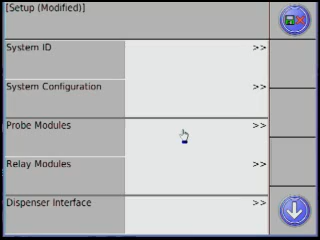 [Setup (Modified)]
System ID >>
System Configuration >>
Probe Modules >>
Relay Modules >>
Dispenser Interface >>